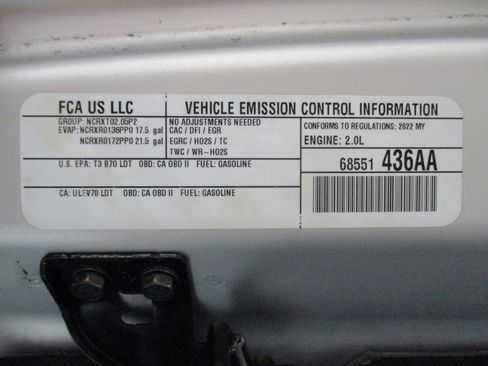 FCA US LLC
VEHICLE EMISSION CONTROL INFORMATION
GROUP: NCRXT02.05P2
EVAP: NCRXR0136PP0 17.5 gal
NCRXR0172PP0 21.5 gal
NO ADJUSTMENTS NEEDED
CAC / DFI / EGR
EGRC / HO2S / TC
TWC / WR-HO2S
CONFORMS TO REGULATIONS: 2022 MY
ENGINE: 2.0L
68551 436AA
U.S. EPA: T3 B70 LDT OBD: CA OBD II FUEL: GASOLINE
CA: ULEV70 LDT OBD: CA OBD II FUEL: GASOLINE